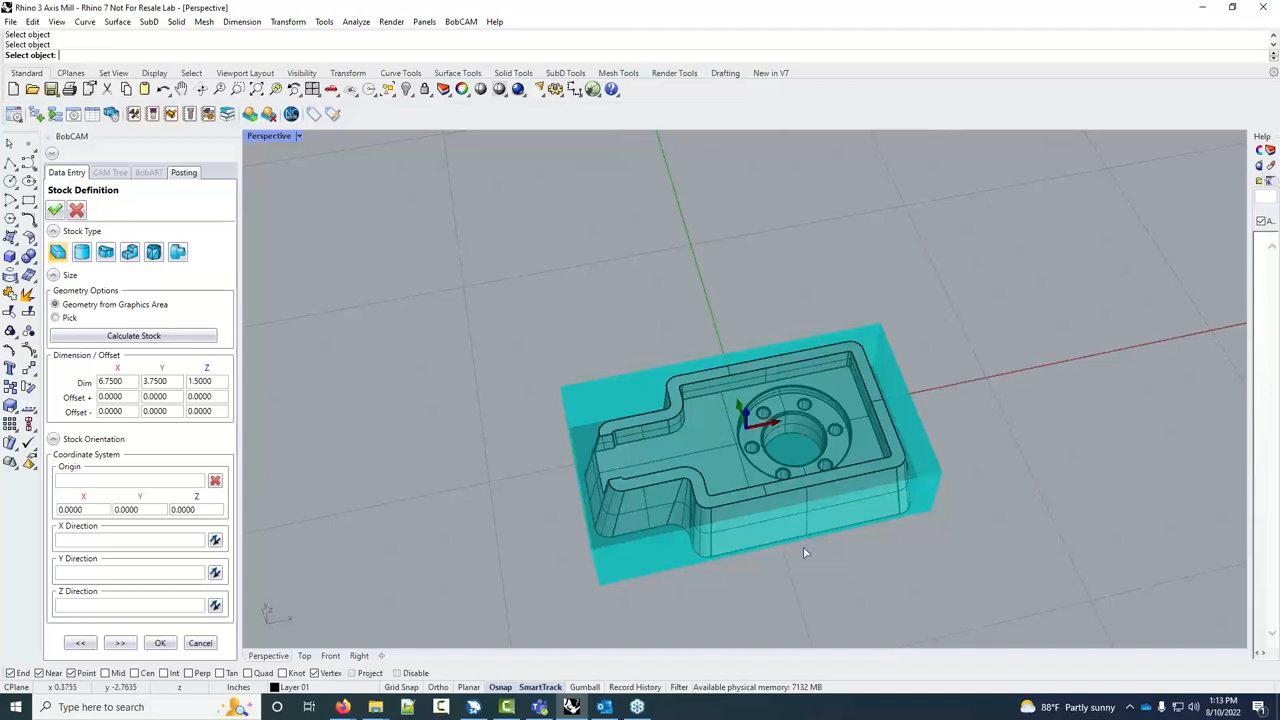 Rhino 3 Axis Mill - Rhino 7 Not For Resale Lab - [Perspective]
File Edit View Curve Surface SubD Solid Mesh Dimension Transform Tools Analyze Render Panels BobCAM Help
Select object
Select object
Select object:
Standard CPlanes Set View Display Select Viewport Layout Visibility Transform Curve Tools Surface Tools Solid Tools SubD Tools Mesh Tools Render Tools Drafting New in V7
BobCAM
Perspective
Help
Data Entry CAM Tree BobART Posting
Stock Definition
Stock Type
Size
Geometry Options
Geometry from Graphics Area
Pick
Calculate Stock
Dimension / Offset
X Y Z
Dim 6.7500 3.7500 1.5000
Offset + 0.0000 0.0000 0.0000
Offset - 0.0000 0.0000 0.0000
Stock Orientation
Coordinate System
Origin
X Y Z
0.0000 0.0000 0.0000
X Direction
Y Direction
Z Direction
<< >> OK Cancel
A...
Perspective Top Front Right
End Near Point Mid Cen Int Perp Tan Quad Knot Vertex Project Disable
CPlane x 0.3755 y -2.7635 z Inches Layer 01 Grid Snap Ortho Planar Osnap SmartTrack Gumball Record History Filter Available physical memory: 7132 MB
Type here to search
88°F Partly sunny
1:13 PM
8/10/2022